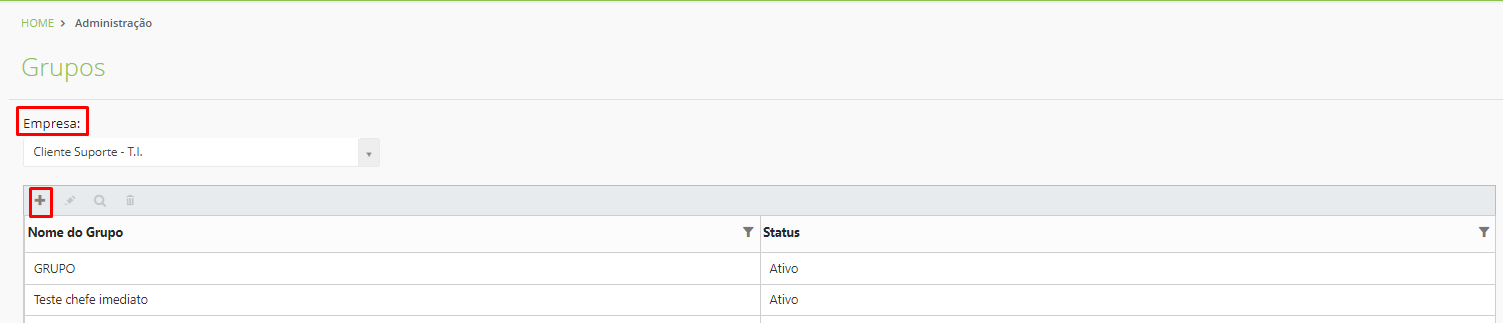 HOME > Administração
Grupos
Empresa:
Cliente Suporte - T.I.
Nome do Grupo Status
GRUPO Ativo
Teste chefe imediato Ativo